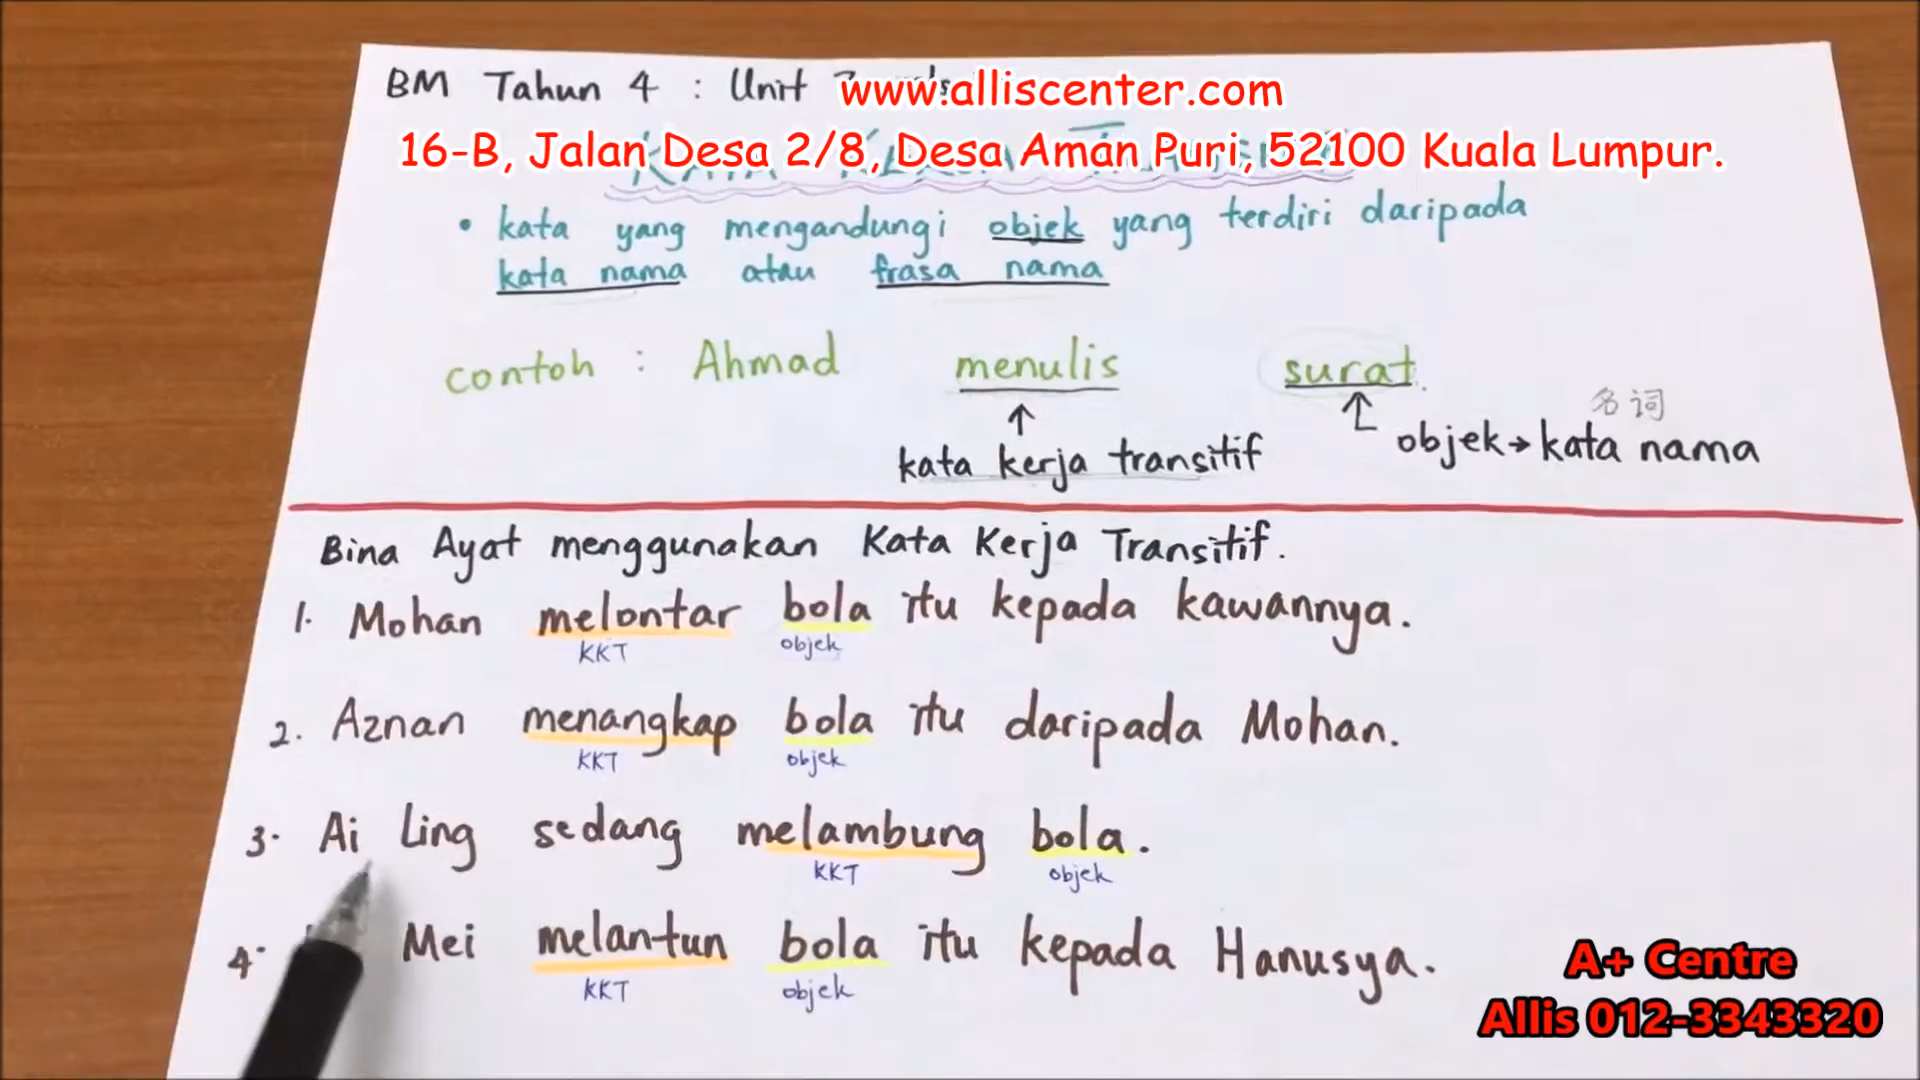 BM Tahun 4 : Unit
www.alliscenter.com
16-B, Jalan Desa 2/8, Desa Aman Puri, 52100 Kuala Lumpur.
• kata yang mengandungi objek yang terdiri daripada
kata nama atau frasa nama
contoh : Ahmad menulis surat.
名词
kata kerja transitif
objek→kata nama
Bina Ayat menggunakan Kata Kerja Transitif.
1. Mohan melontar bola itu kepada kawannya.
KKT objek
2. Aznan menangkap bola itu daripada Mohan.
KKT objek
3. Ai Ling sedang melambung bola.
KKT objek
4. Mei melantun bola itu kepada Hanusya.
KKT objek
A+ Centre
Allis 012-3343320